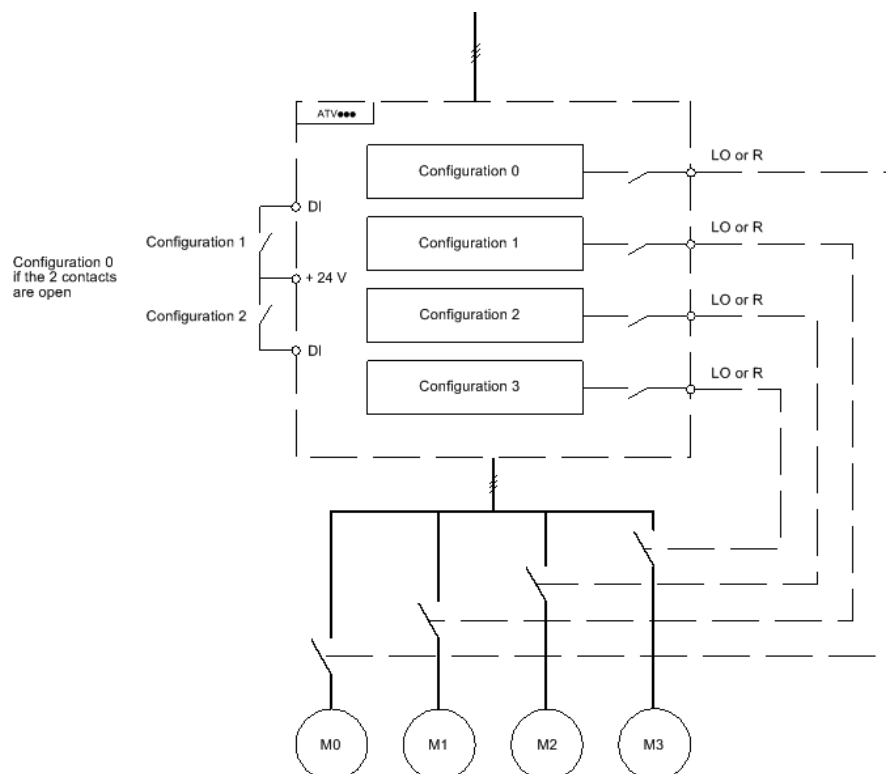 ATV●●●
Configuration 0
LO or R
DI
Configuration 1
Configuration 1
LO or R
Configuration 0
if the 2 contacts
are open
+ 24 V
Configuration 2
Configuration 2
LO or R
DI
Configuration 3
LO or R
M0
M1
M2
M3